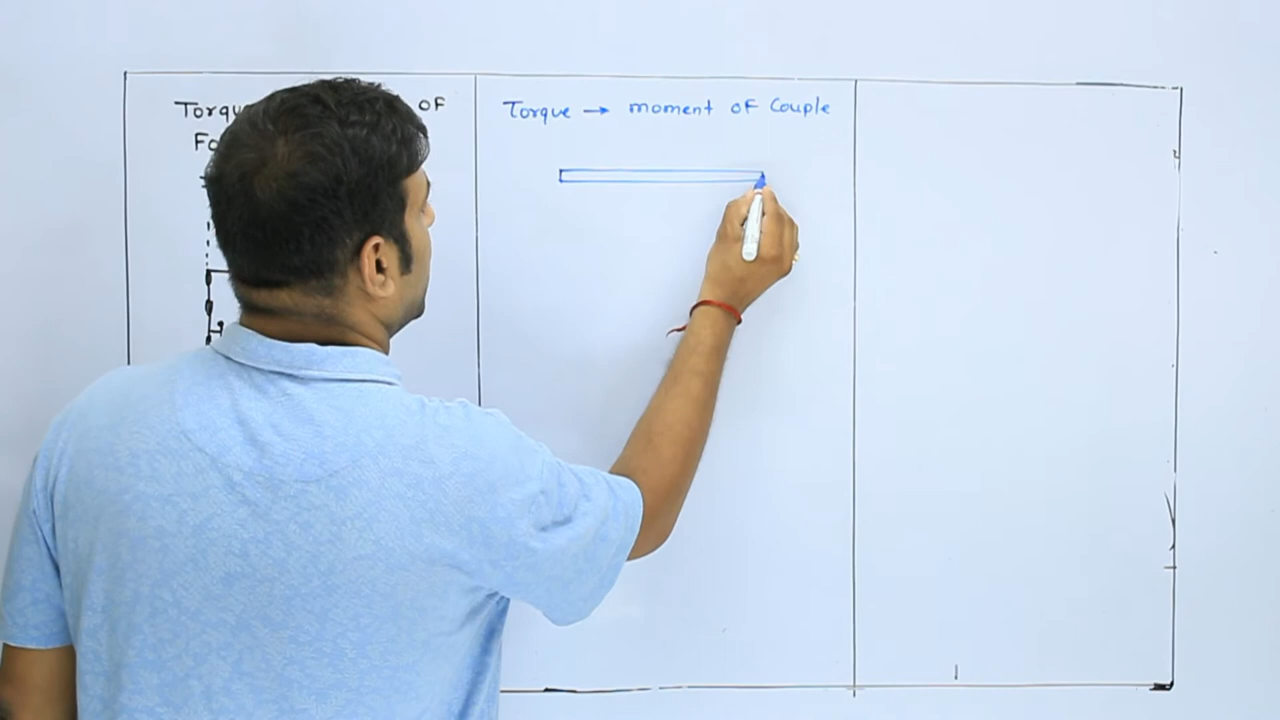 OF
Torque → moment OF Couple